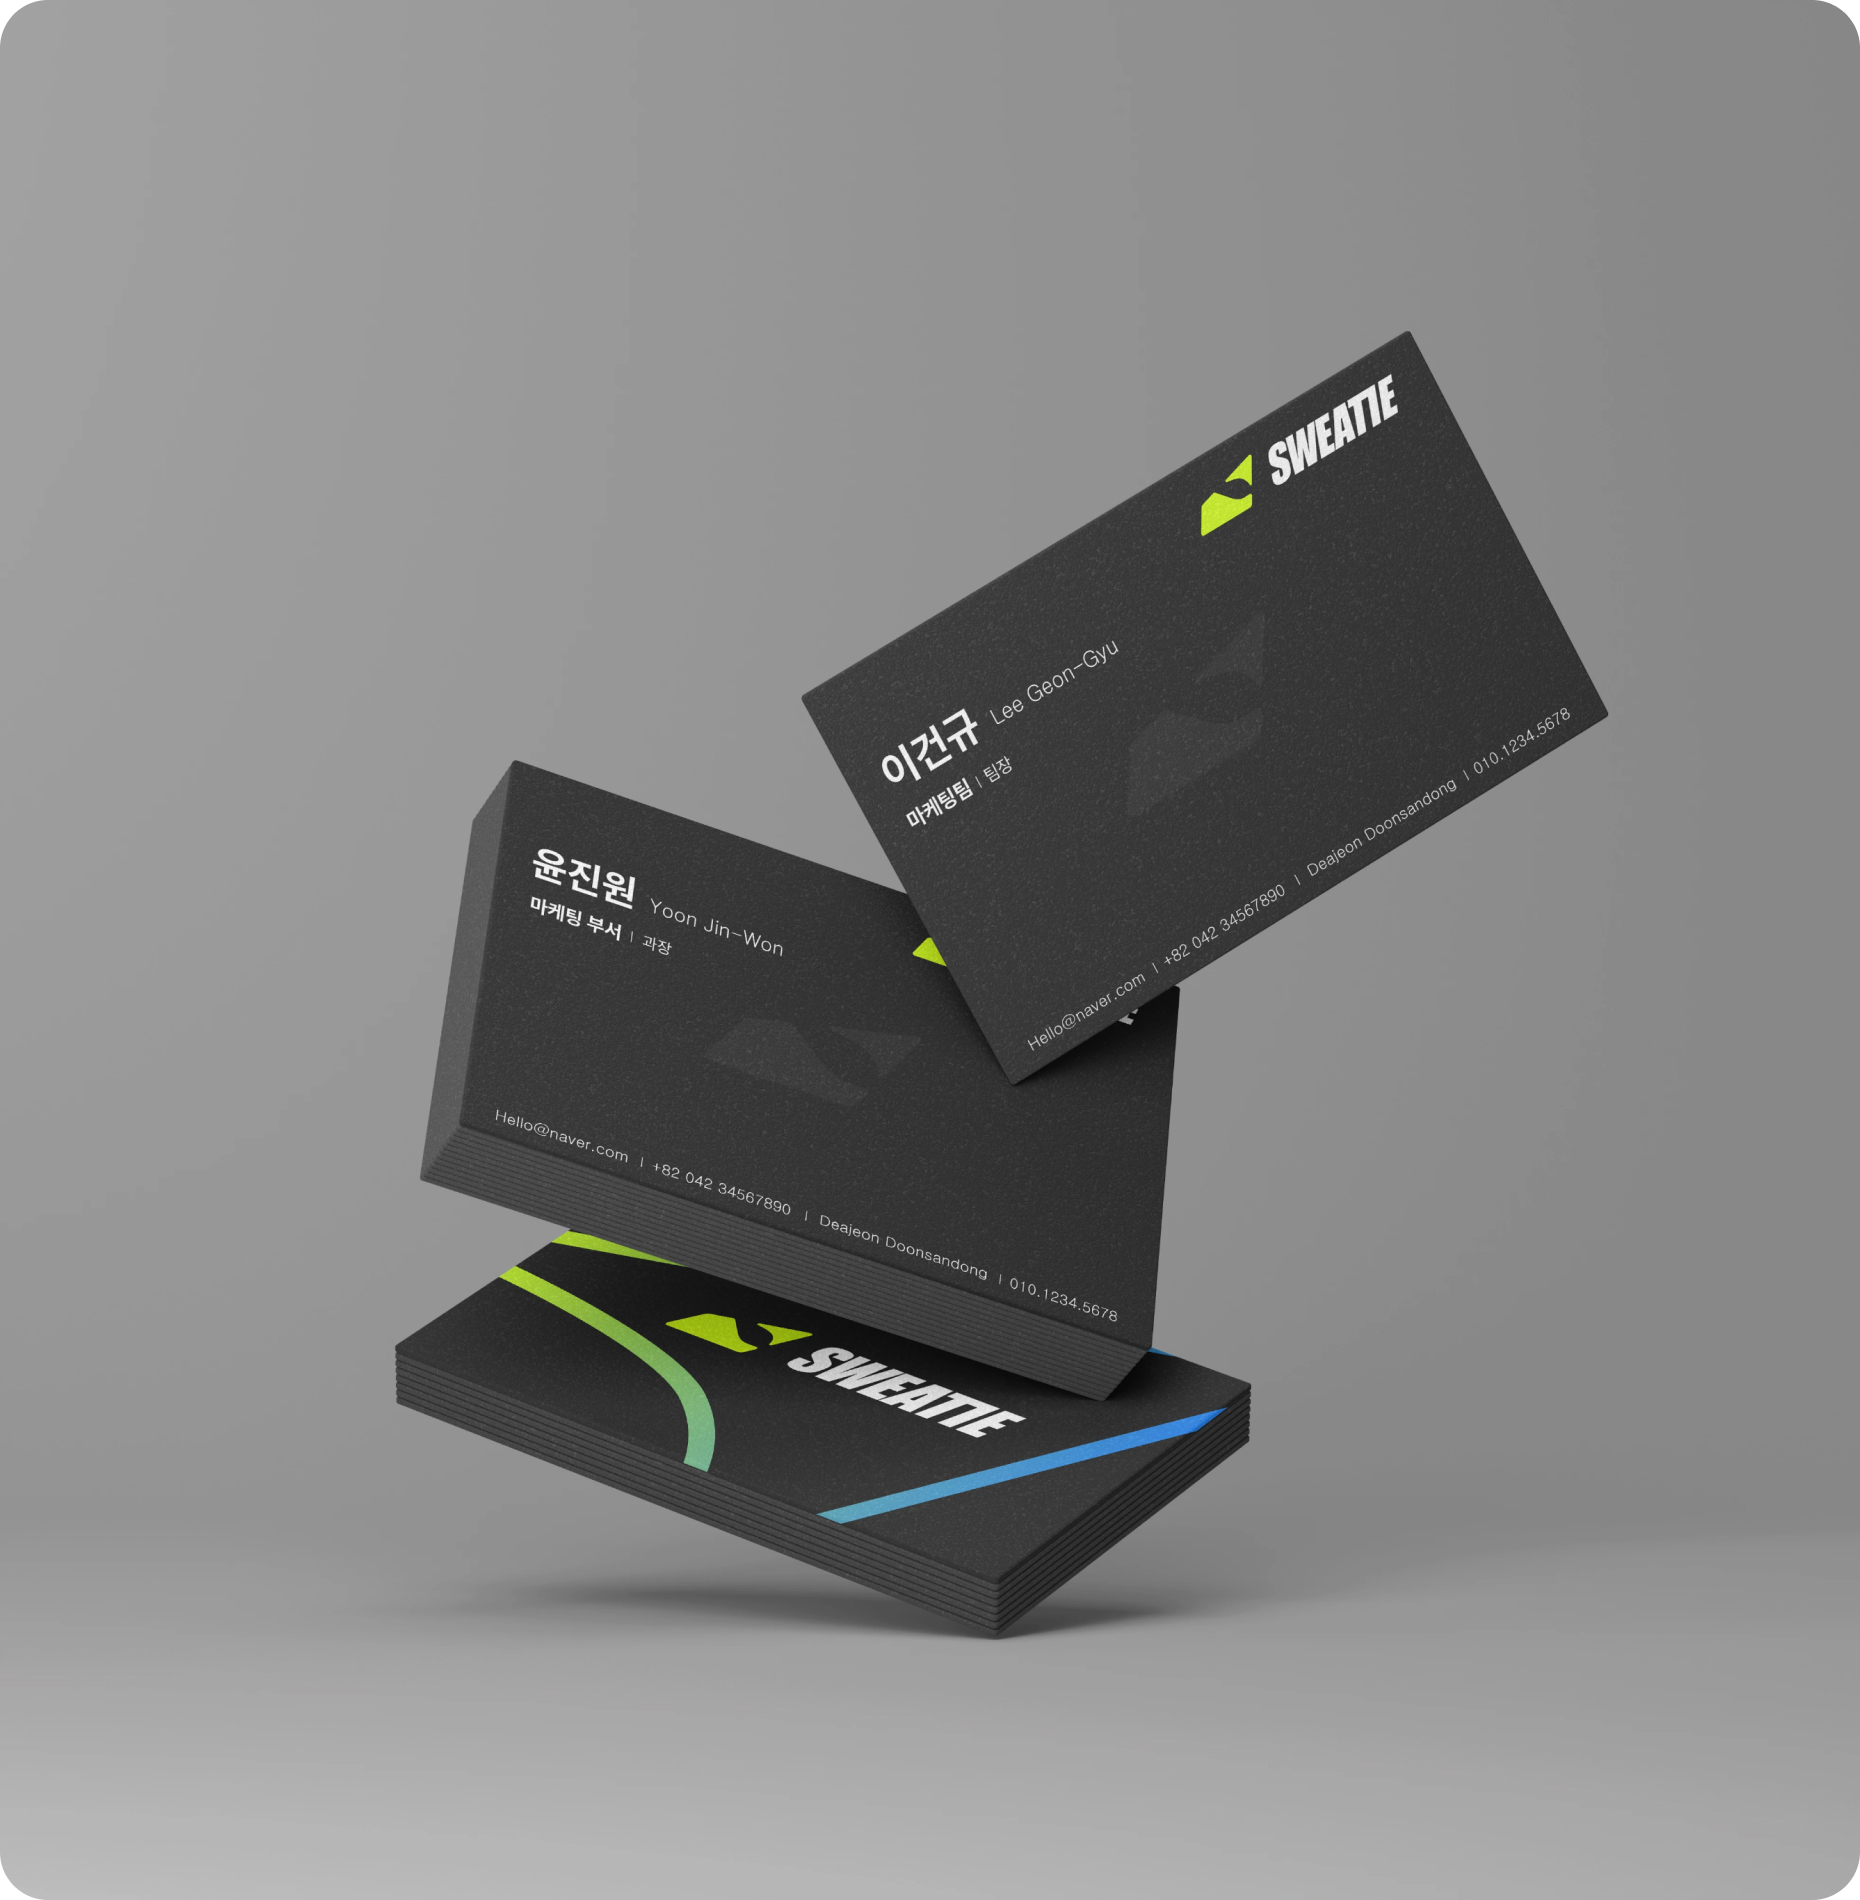 SWEATIE
이건규 Lee Geon-Gyu
마케팅팀 | 팀장
Hello@naver.com | +82 042 34567890 | Deajeon Doonsandong | 010.1234.5678
윤진원 Yoon Jin-Won
마케팅 부서 | 과장
Hello@naver.com | +82 042 34567890 | Deajeon Doonsandong | 010.1234.5678
SWEATIE